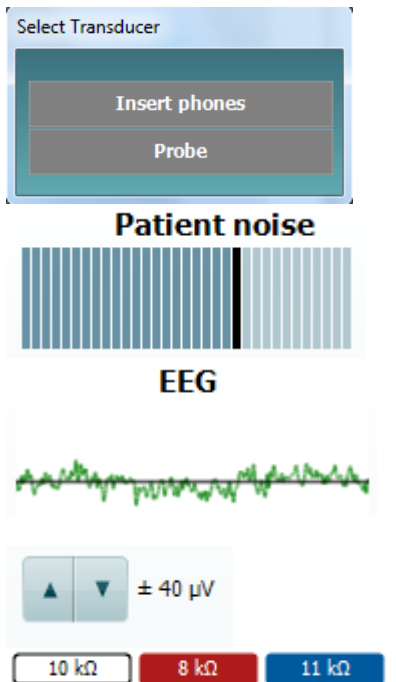 Select Transducer
Insert phones
Probe
Patient noise
EEG
± 40 µV
10 kΩ 8 kΩ 11 kΩ